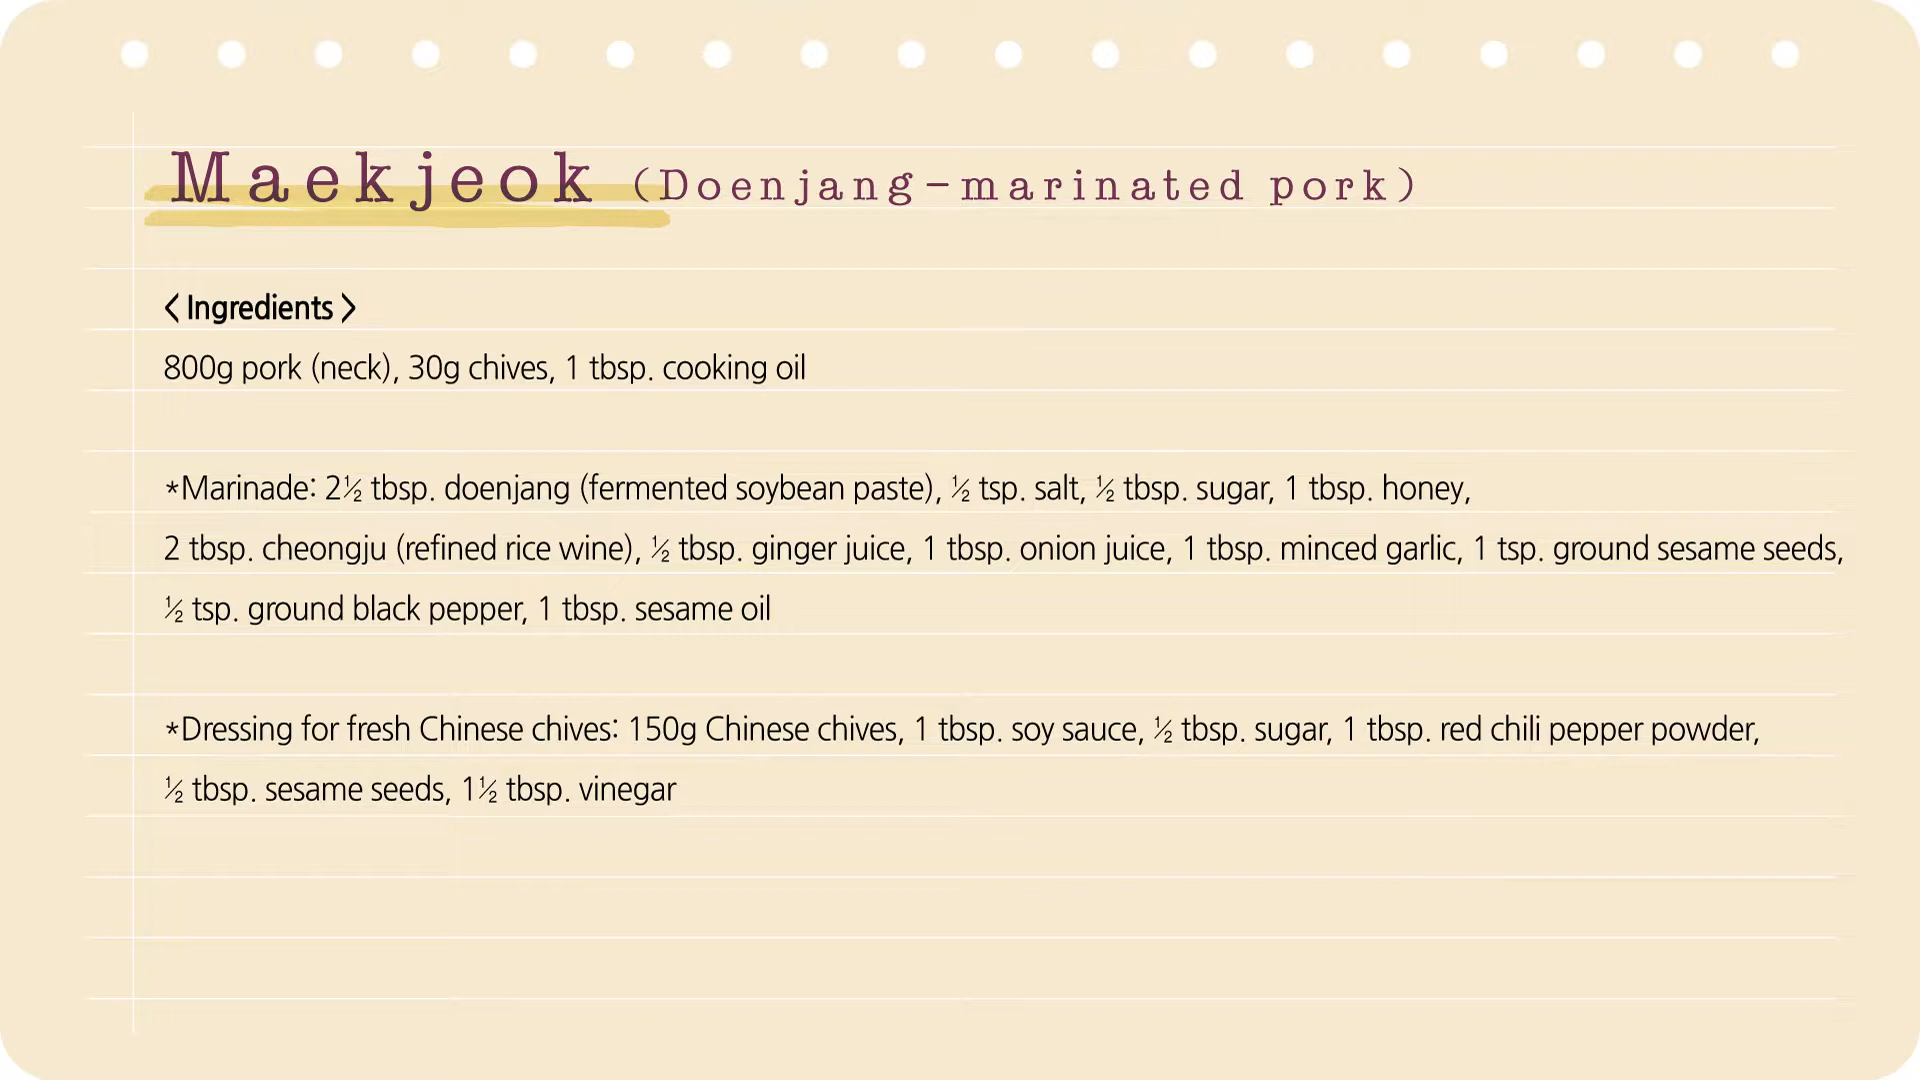 Maekjeok (Doenjang-marinated pork)
<Ingredients>
800g pork (neck), 30g chives, 1 tbsp. cooking oil
*Marinade: 2½ tbsp. doenjang (fermented soybean paste), ½ tsp. salt, ½ tbsp. sugar, 1 tbsp. honey,
2 tbsp. cheongju (refined rice wine), ½ tbsp. ginger juice, 1 tbsp. onion juice, 1 tbsp. minced garlic, 1 tsp. ground sesame seeds,
½ tsp. ground black pepper, 1 tbsp. sesame oil
*Dressing for fresh Chinese chives: 150g Chinese chives, 1 tbsp. soy sauce, ½ tbsp. sugar, 1 tbsp. red chili pepper powder,
½ tbsp. sesame seeds, 1½ tbsp. vinegar